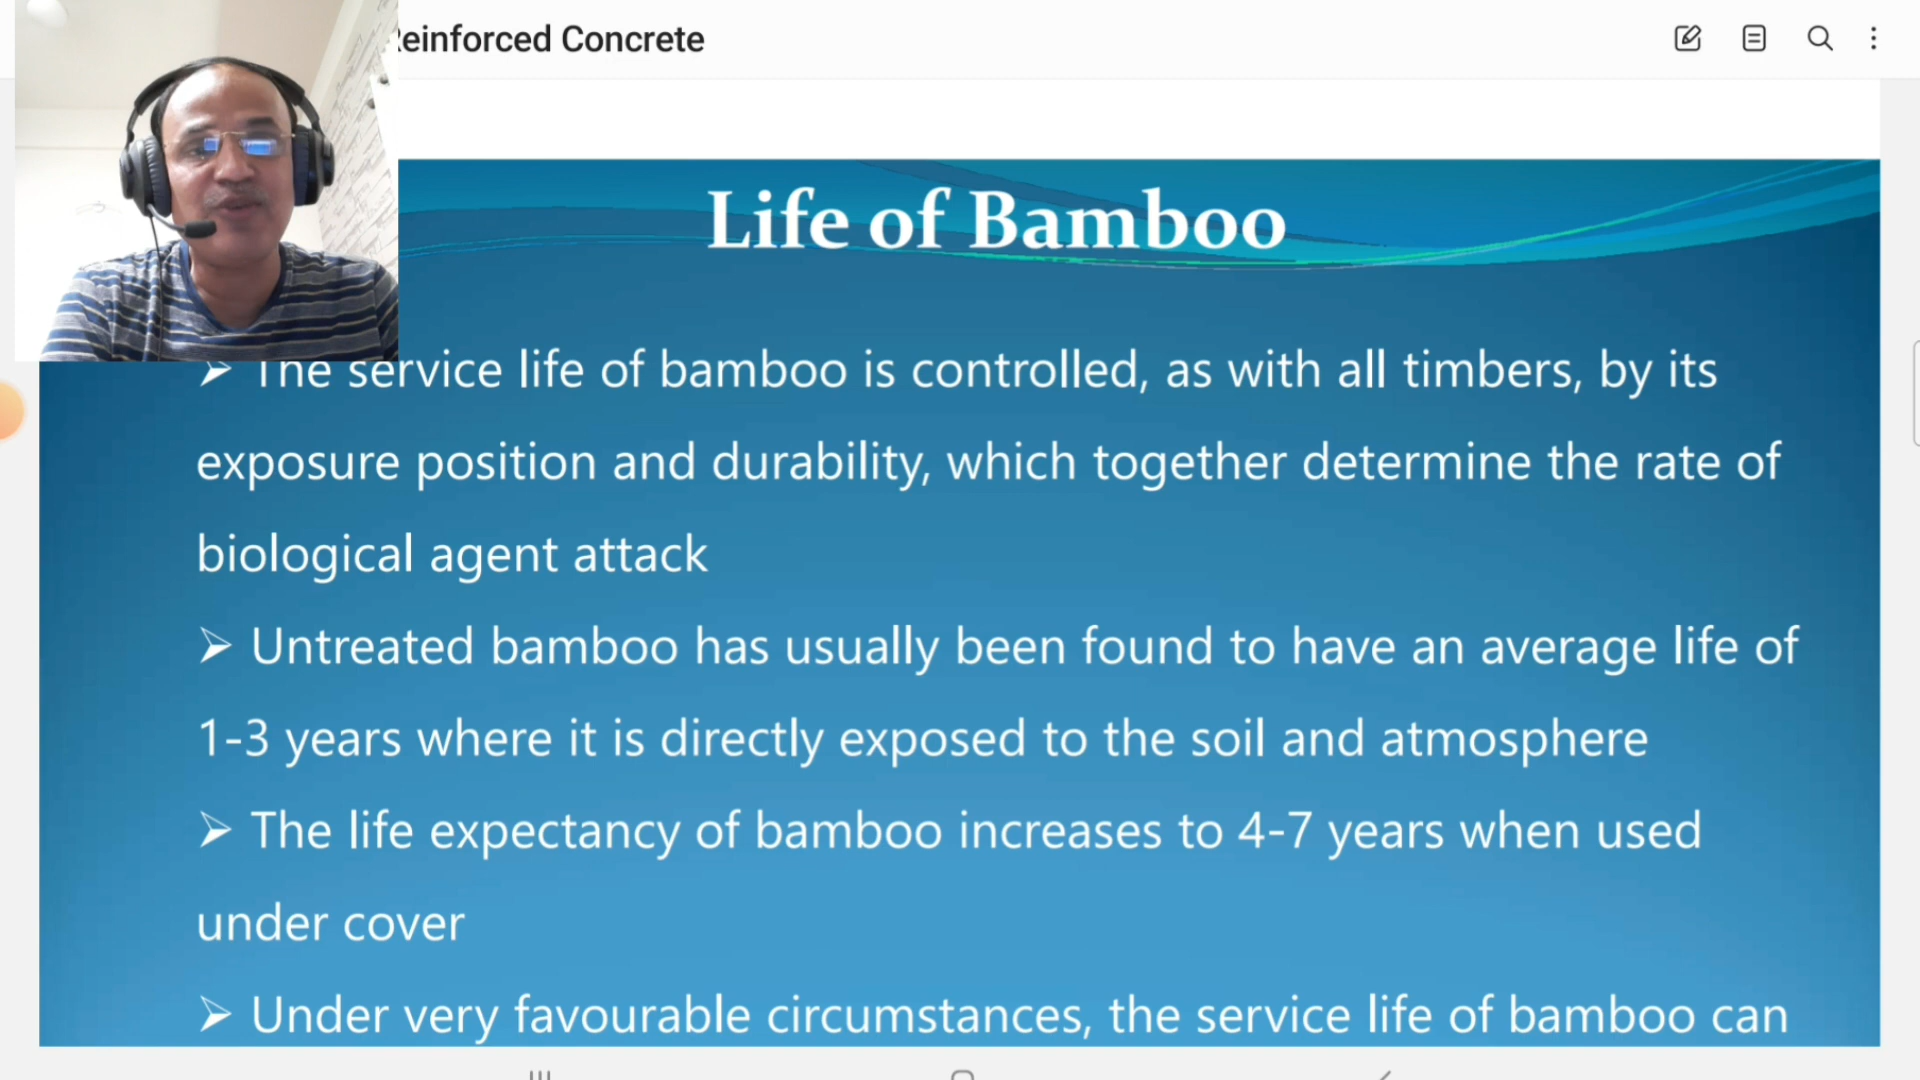 Reinforced Concrete
Life of Bamboo
➤ The service life of bamboo is controlled, as with all timbers, by its
exposure position and durability, which together determine the rate of
biological agent attack
➤ Untreated bamboo has usually been found to have an average life of
1-3 years where it is directly exposed to the soil and atmosphere
➤ The life expectancy of bamboo increases to 4-7 years when used
under cover
➤ Under very favourable circumstances, the service life of bamboo can